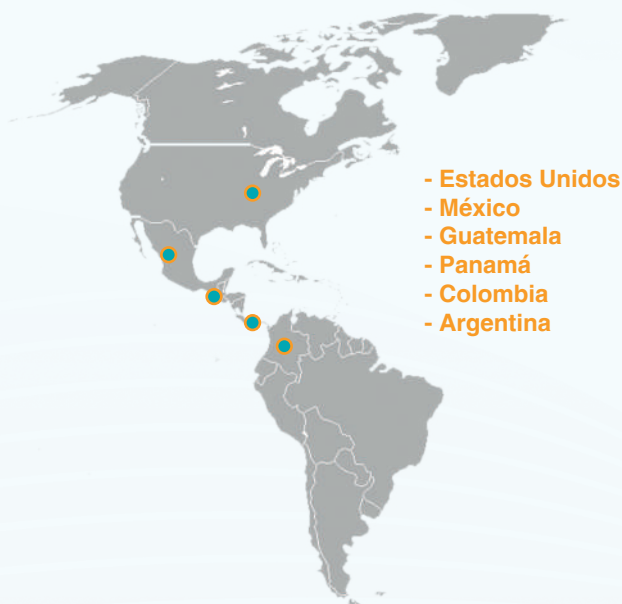 - Estados Unidos
- México
- Guatemala
- Panamá
- Colombia
- Argentina